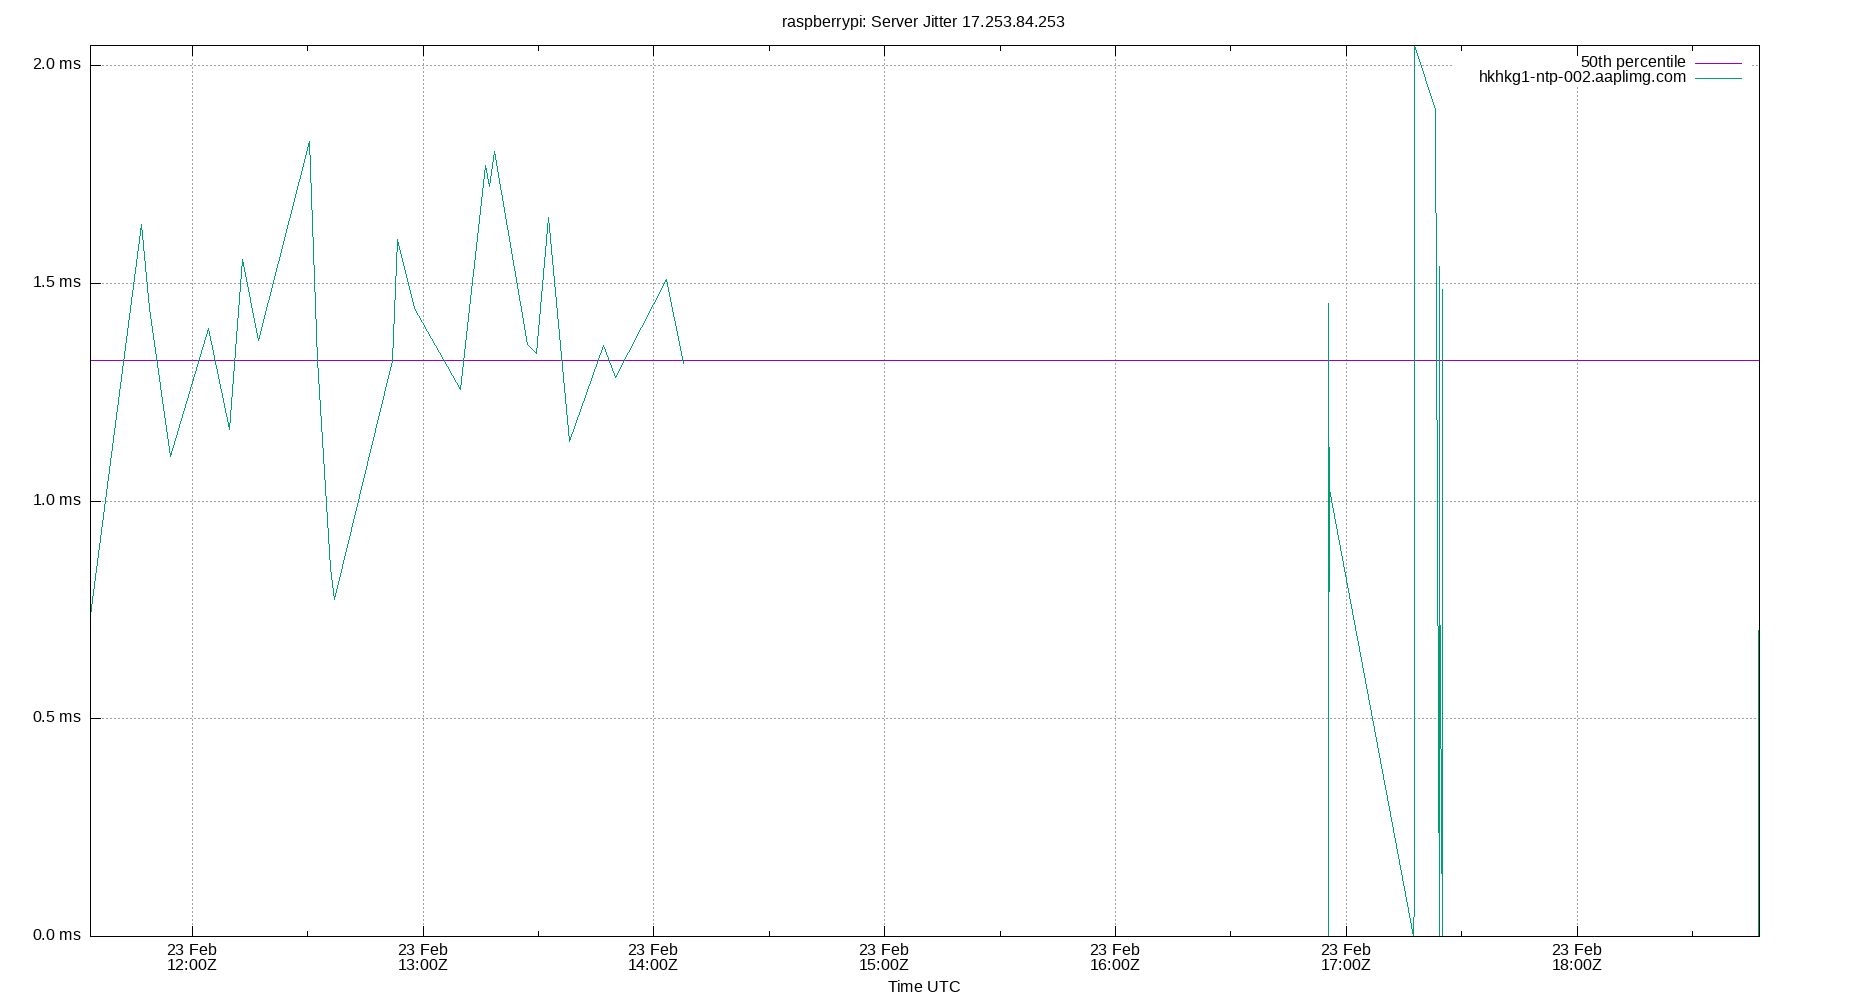 raspberrypi: Server Jitter 17.253.84.253
2.0 ms
50th percentile
hkhkg1-ntp-002.aaplimg.com
1.5 ms
1.0 ms
0.5 ms
0.0 ms
23 Feb 23 Feb 23 Feb 23 Feb 23 Feb 23 Feb 23 Feb
12:00Z 13:00Z 14:00Z 15:00Z 16:00Z 17:00Z 18:00Z
Time UTC